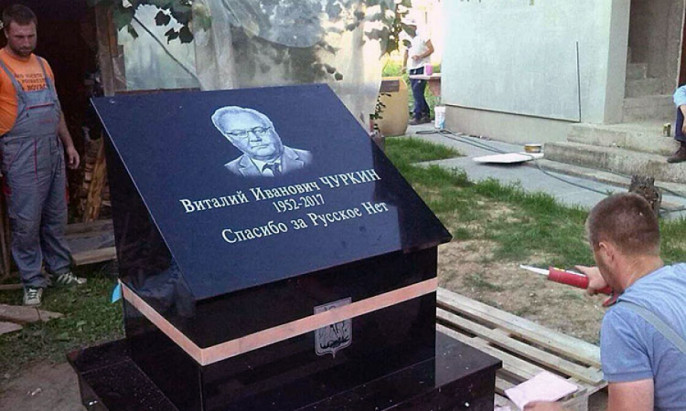 Виталий Иванович ЧУРКИН
1952-2017
Спасибо за Русское Нет